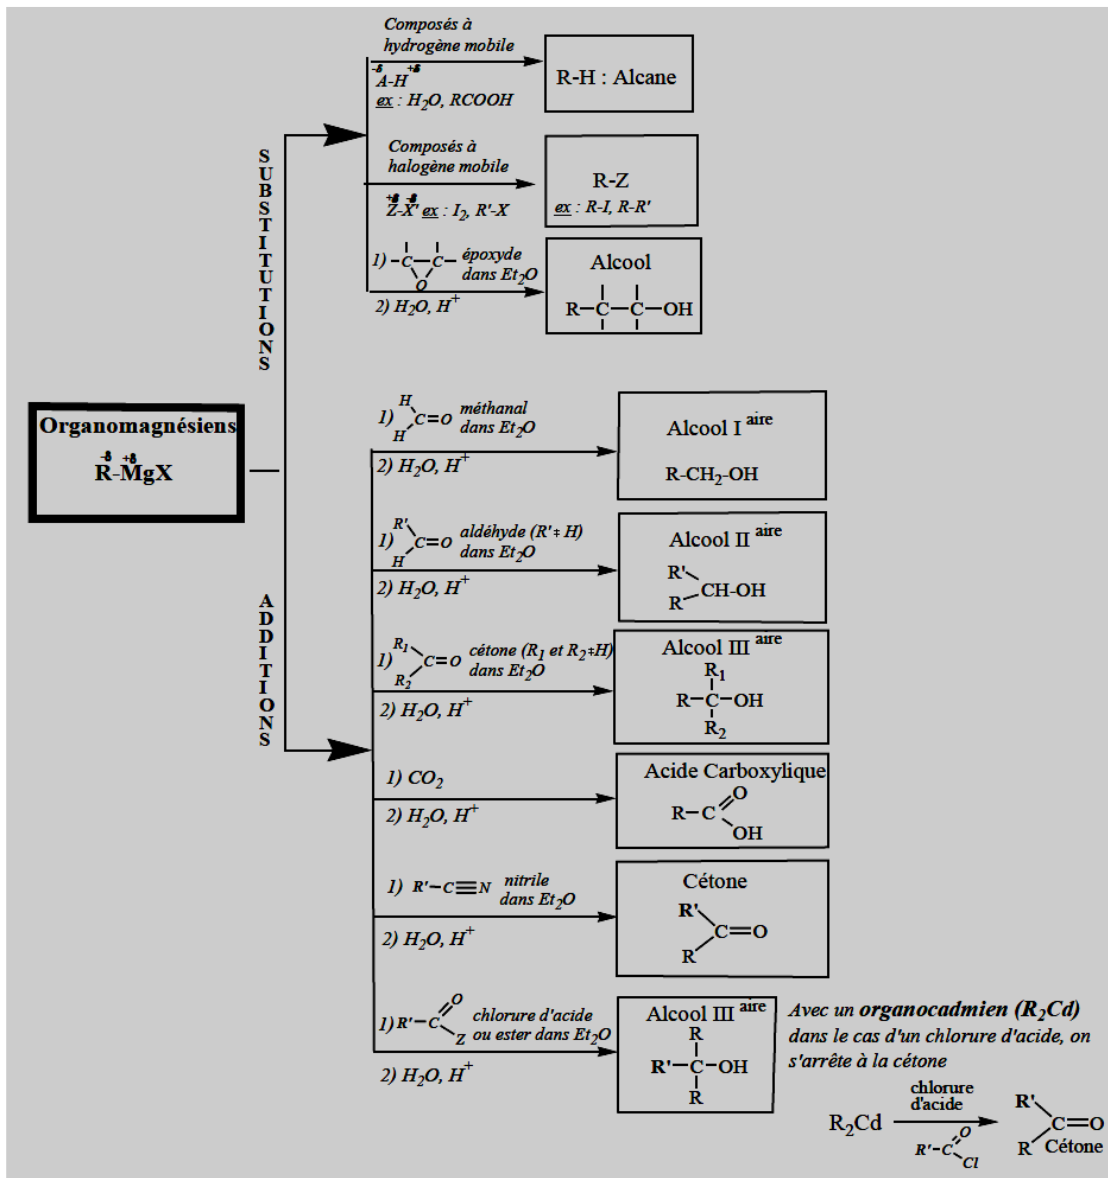 Composés à
hydrogène mobile
-δ +δ
A-H
ex : H2O, RCOOH
R-H : Alcane
Composés à
halogène mobile
+δ -δ
Z-X' ex : I2, R'-X
R-Z
ex : R-I, R-R'
1) C C époxyde
O dans Et2O
2) H2O, H+
Alcool
R C C OH
SUBSTITUTIONS
Organomagnésiens
-δ +δ
R-MgX
ADDITIONS
1) H
H C=O méthanal
dans Et2O
2) H2O, H+
Alcool I aire
R-CH2-OH
1) R'
H C=O aldéhyde (R'‡ H)
dans Et2O
2) H2O, H+
Alcool II aire
R'
R CH-OH
1) R1
R2 C=O cétone (R1 et R2‡H)
dans Et2O
2) H2O, H+
Alcool III aire
R1
R-C-OH
R2
1) CO2
2) H2O, H+
Acide Carboxylique
O
R-C
OH
1) R'-C≡N nitrile
dans Et2O
2) H2O, H+
Cétone
R'
C=O
R
1) R'-C O
Z chlorure d'acide
ou ester dans Et2O
2) H2O, H+
Alcool III aire
R
R'-C-OH
R
Avec un organocadmien (R2Cd)
dans le cas d'un chlorure d'acide, on
s'arrête à la cétone
R2Cd
chlorure
d'acide
R'-C O
Cl
R'
C=O
R Cétone